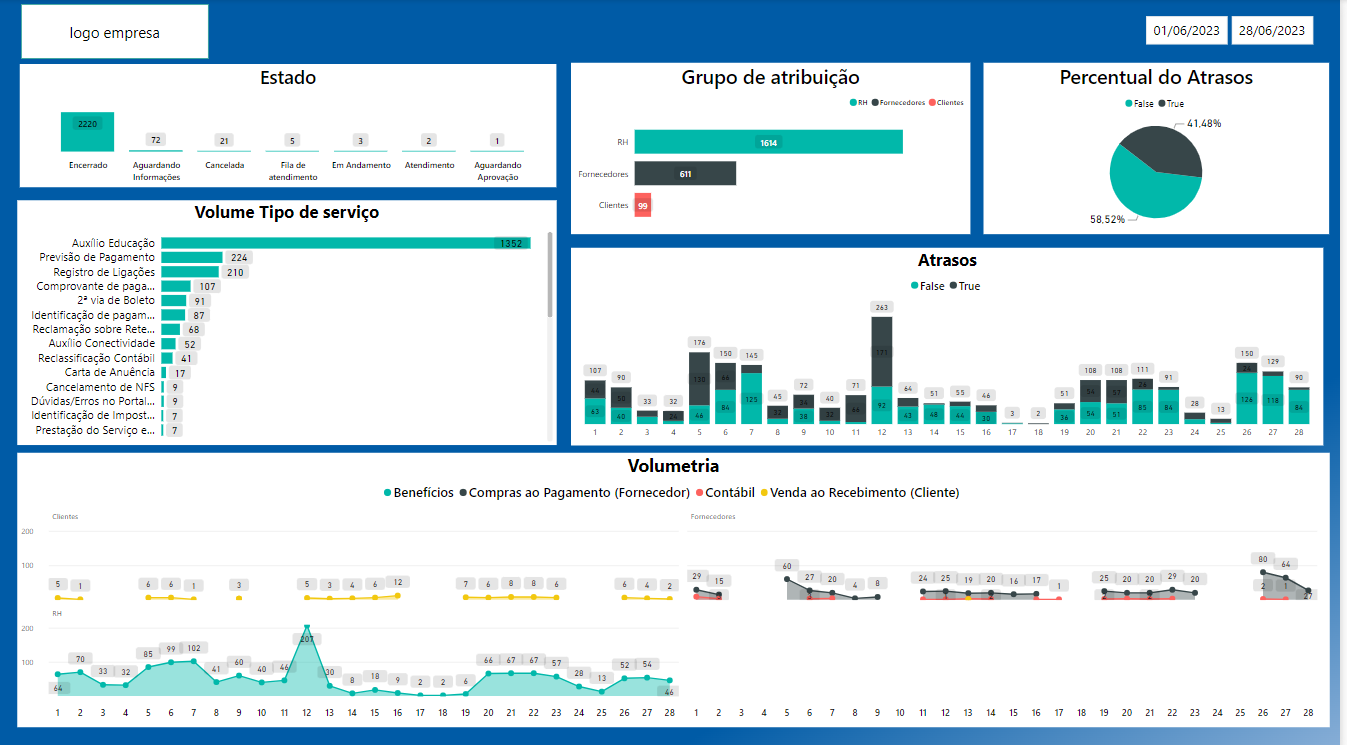 logo empresa
01/06/2023 28/06/2023
Estado
2220 72 21 5 3 2 1
Encerrado Aguardando Informações Cancelada Fila de atendimento Em Andamento Atendimento Aguardando Aprovação
Grupo de atribuição
RH Fornecedores Clientes
RH 1614
Fornecedores 611
Clientes 99
Percentual do Atrasos
False True
41,48%
58,52%
Volume Tipo de serviço
Auxílio Educação 1352
Previsão de Pagamento 224
Registro de Ligações 210
Comprovante de paga... 107
2ª via de Boleto 91
Identificação de pagam... 87
Reclamação sobre Rete... 68
Auxílio Conectividade 52
Reclassificação Contábil 41
Carta de Anuência 17
Cancelamento de NFS 9
Dúvidas/Erros no Portal... 9
Identificação de Impost... 7
Prestação do Serviço e... 7
Atrasos
False True
107 90 33 32 176 150 145 45 72 40 71 263 64 51 55 46 3 2 51 108 108 111 91 28 13 150 129 90
44 50 26 130 66 32 34 32 66 171 54 57 26 24
63 40 46 84 125 38 92 43 48 44 30 36 54 51 85 84 126 118 84
1 2 3 4 5 6 7 8 9 10 11 12 13 14 15 16 17 18 19 20 21 22 23 24 25 26 27 28
Volumetria
Benefícios Compras ao Pagamento (Fornecedor) Contábil Venda ao Recebimento (Cliente)
Clientes
200
100
5 1 6 6 1 3 5 3 4 6 12 7 6 8 8 6 6 4 2
Fornecedores
29 15 60 27 20 4 8 24 25 19 20 16 17 1 25 20 20 29 20 80 64 27
RH
200
100
64 70 33 32 85 99 102 41 60 40 46 207 30 8 18 9 2 2 6 66 67 67 57 28 13 52 54 46
1 2 3 4 5 6 7 8 9 10 11 12 13 14 15 16 17 18 19 20 21 22 23 24 25 26 27 28
1 2 3 4 5 6 7 8 9 10 11 12 13 14 15 16 17 18 19 20 21 22 23 24 25 26 27 28